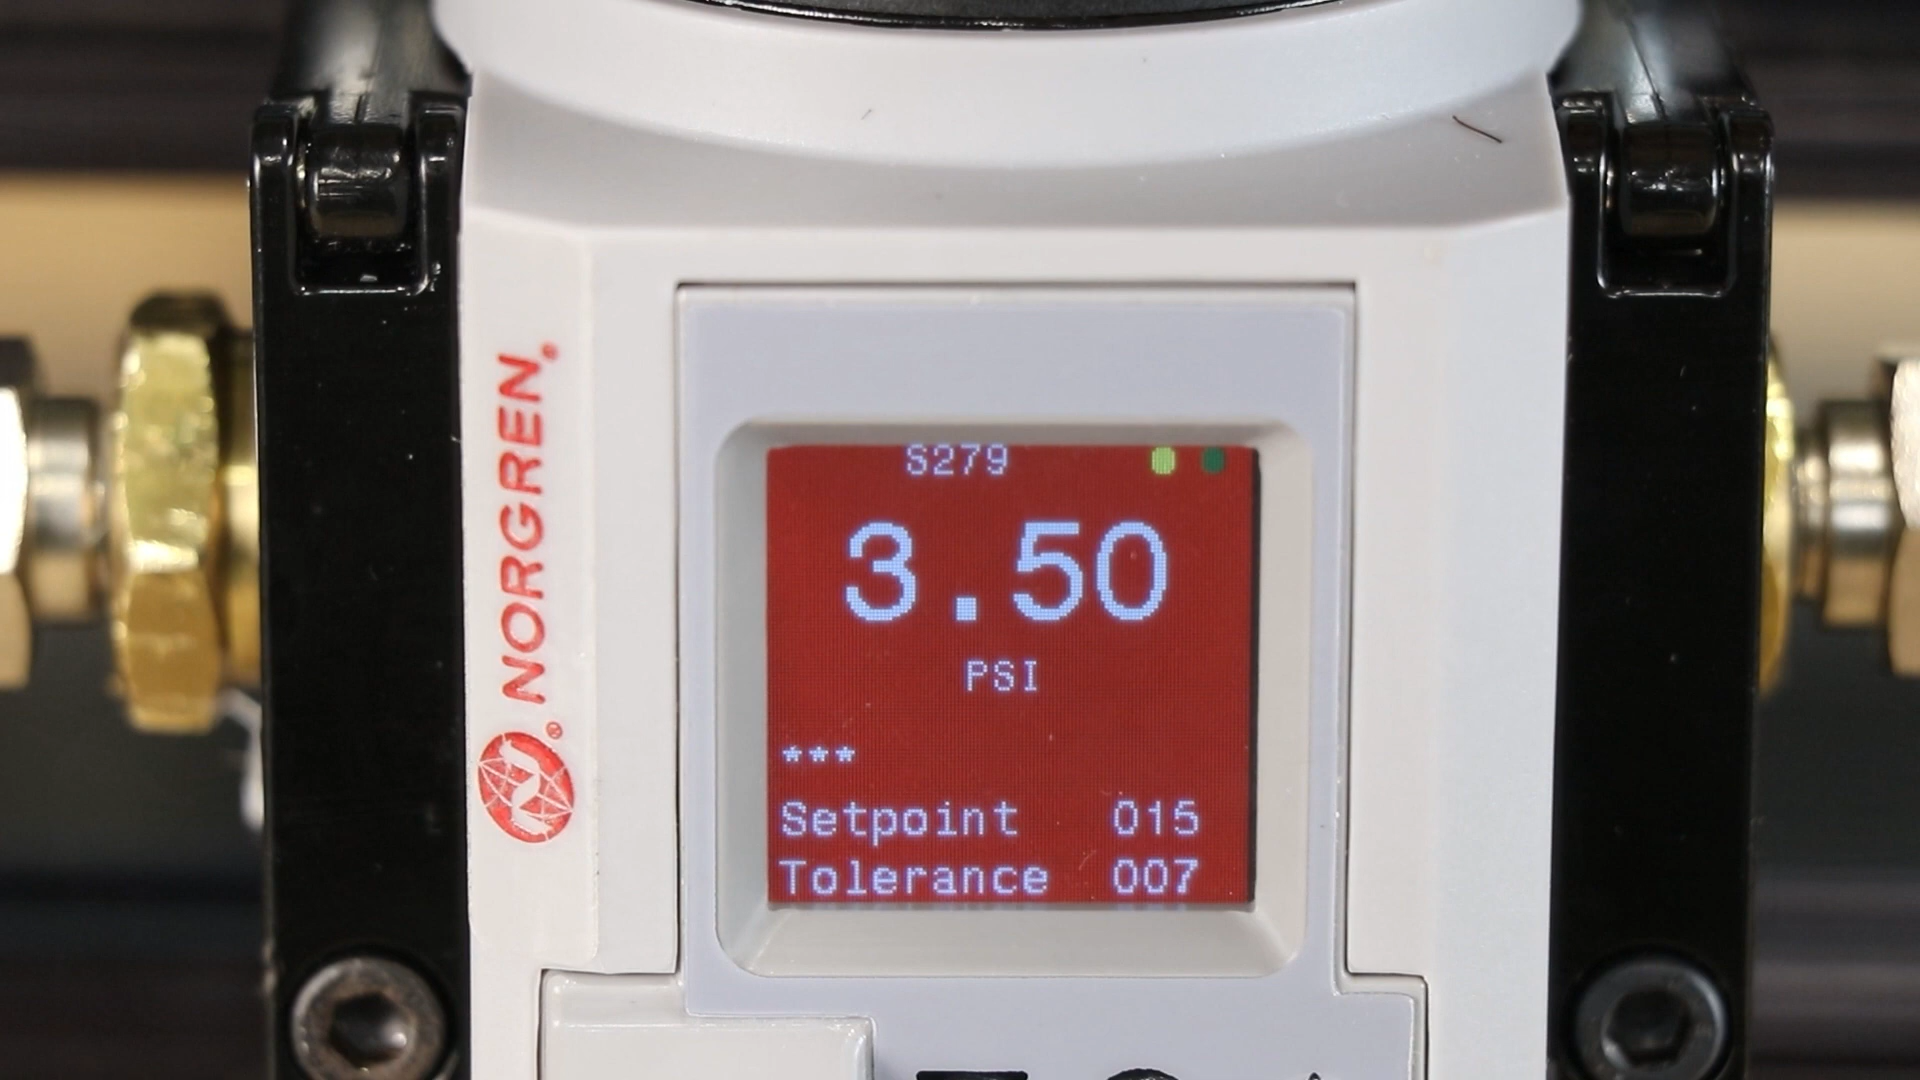 NORGREN®
®
S279
3.50
PSI
***
Setpoint 015
Tolerance 007